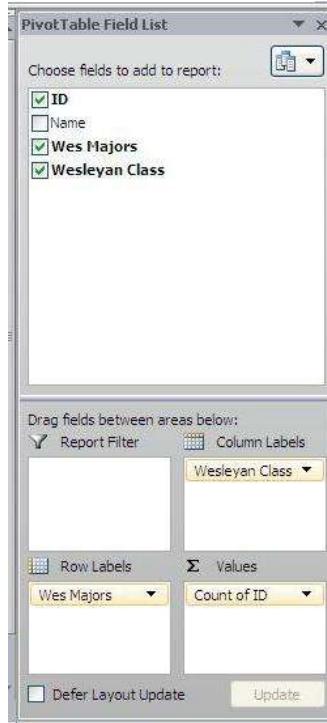 PivotTable Field List
Choose fields to add to report:
ID
Name
Wes Majors
Wesleyan Class
Drag fields between areas below:
Report Filter
Column Labels
Wesleyan Class
Row Labels
Σ Values
Wes Majors
Count of ID
Defer Layout Update
Update